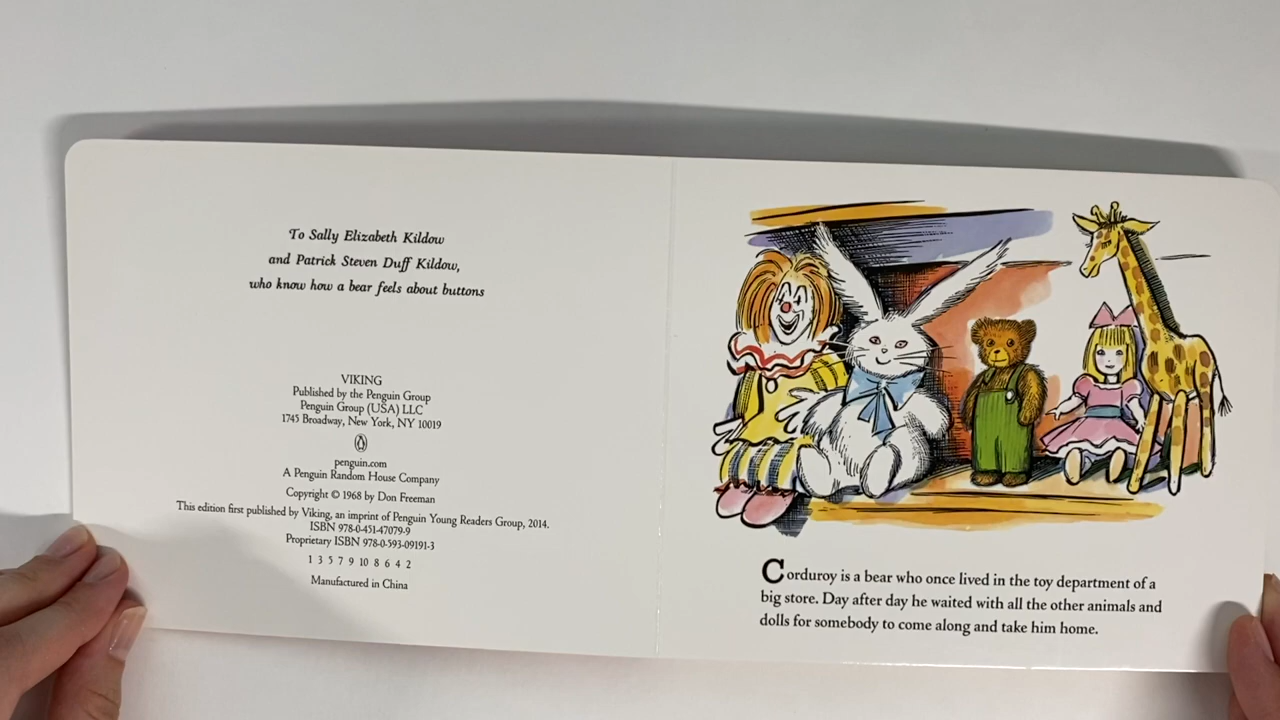 To Sally Elizabeth Kildow
and Patrick Steven Duff Kildow,
who know how a bear feels about buttons
VIKING
Published by the Penguin Group
Penguin Group (USA) LLC
1745 Broadway, New York, NY 10019
penguin.com
A Penguin Random House Company
Copyright © 1968 by Don Freeman
This edition first published by Viking, an imprint of Penguin Young Readers Group, 2014.
ISBN 978-0-451-47079-9
Proprietary ISBN 978-0-593-09191-3
1 3 5 7 9 10 8 6 4 2
Manufactured in China
Corduroy is a bear who once lived in the toy department of a
big store. Day after day he waited with all the other animals and
dolls for somebody to come along and take him home.